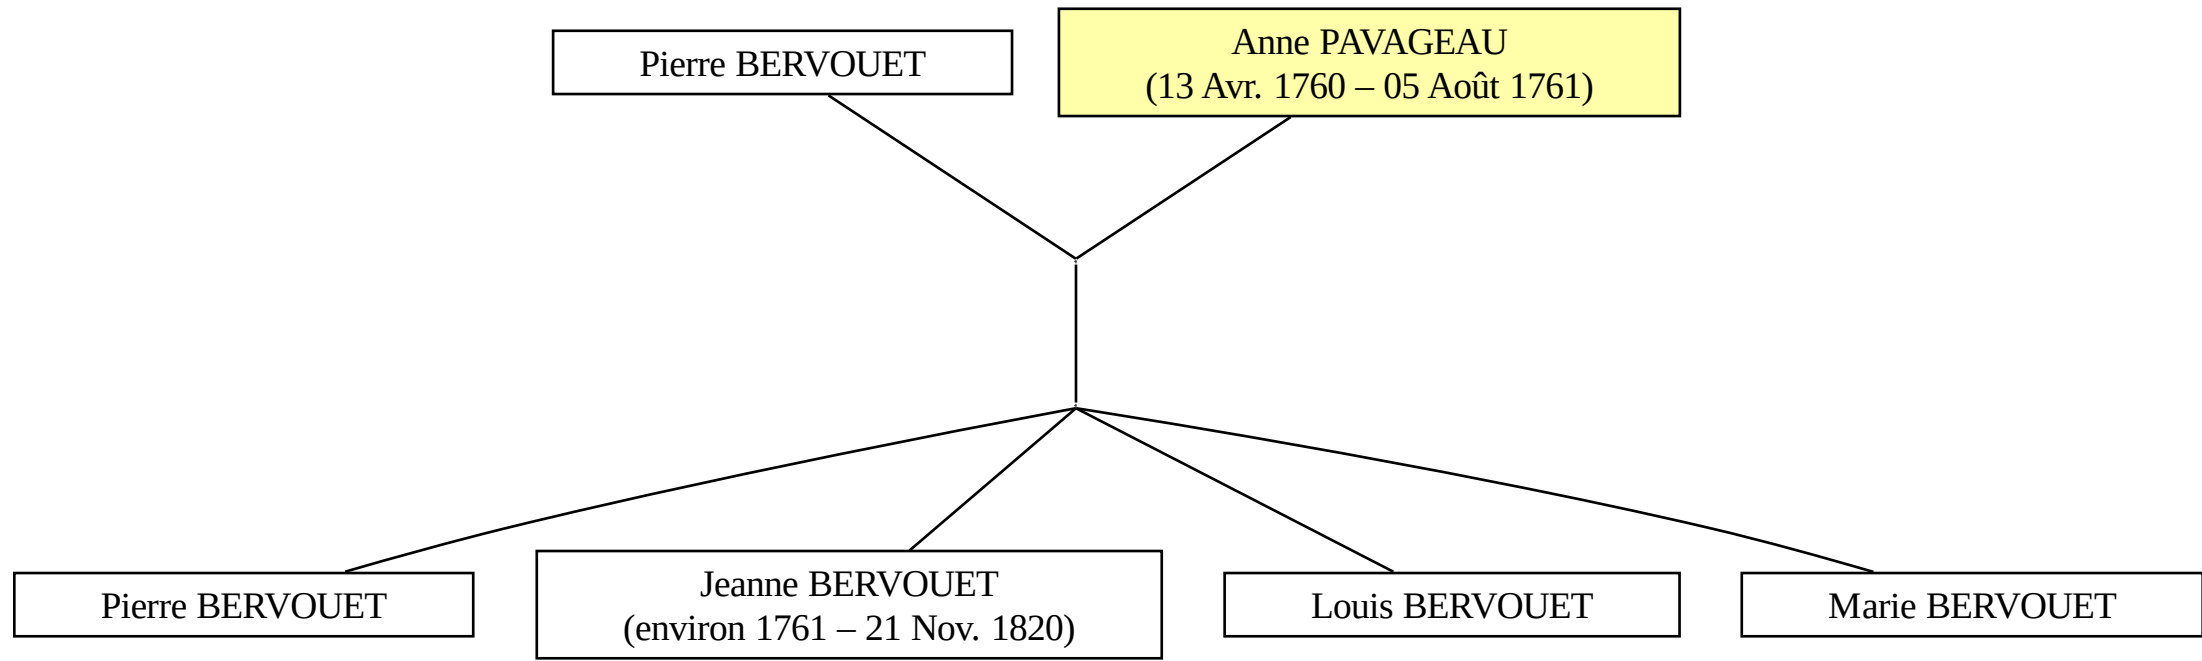 Pierre BERVOUET
Anne PAVAGEAU
(13 Avr. 1760 – 05 Août 1761)
Pierre BERVOUET
Jeanne BERVOUET
(environ 1761 – 21 Nov. 1820)
Louis BERVOUET
Marie BERVOUET